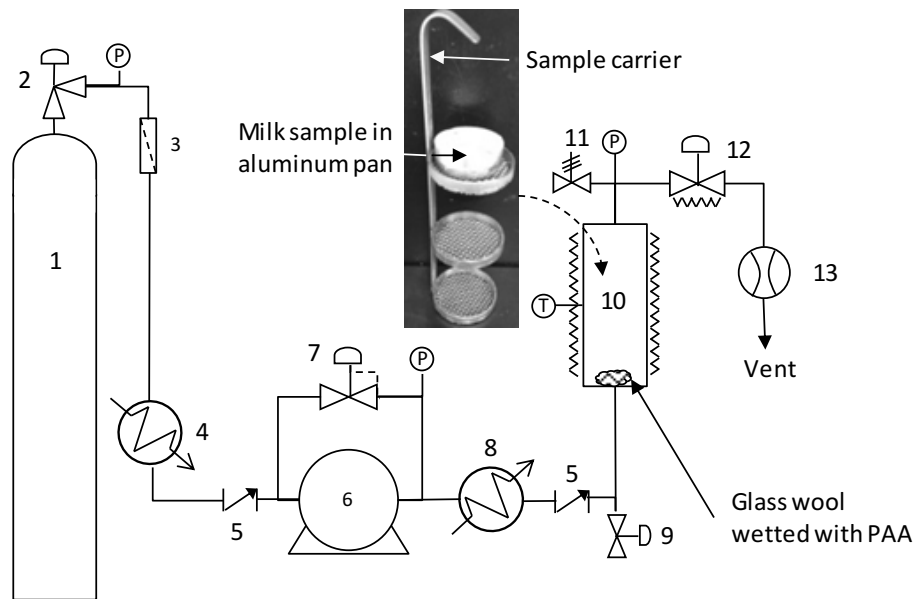 2
P
3
1
Sample carrier
Milk sample in
aluminum pan
11
P
12
10
13
T
Vent
7
P
4
8
5
6
5
9
Glass wool
wetted with PAA